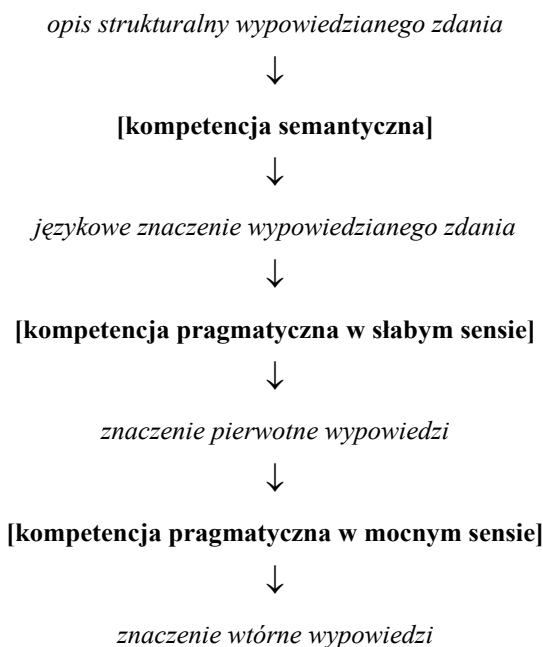 opis strukturalny wypowiedzianego zdania
↓
[kompetencja semantyczna]
↓
językowe znaczenie wypowiedzianego zdania
↓
[kompetencja pragmatyczna w słabym sensie]
↓
znaczenie pierwotne wypowiedzi
↓
[kompetencja pragmatyczna w mocnym sensie]
↓
znaczenie wtórne wypowiedzi